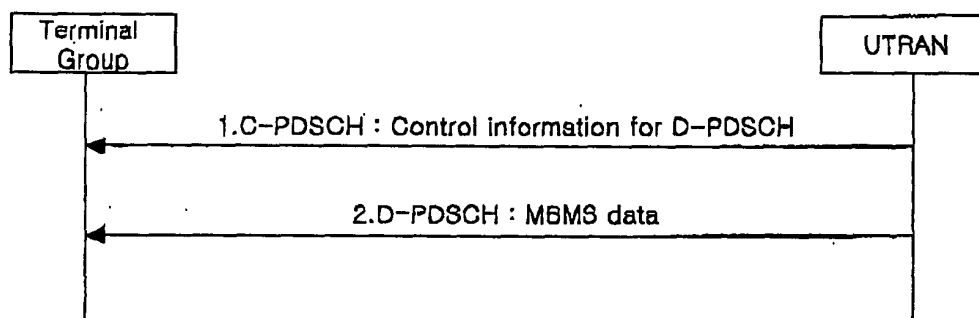 Terminal
Group
UTRAN
1.C-PDSCH : Control information for D-PDSCH
2.D-PDSCH : MBMS data